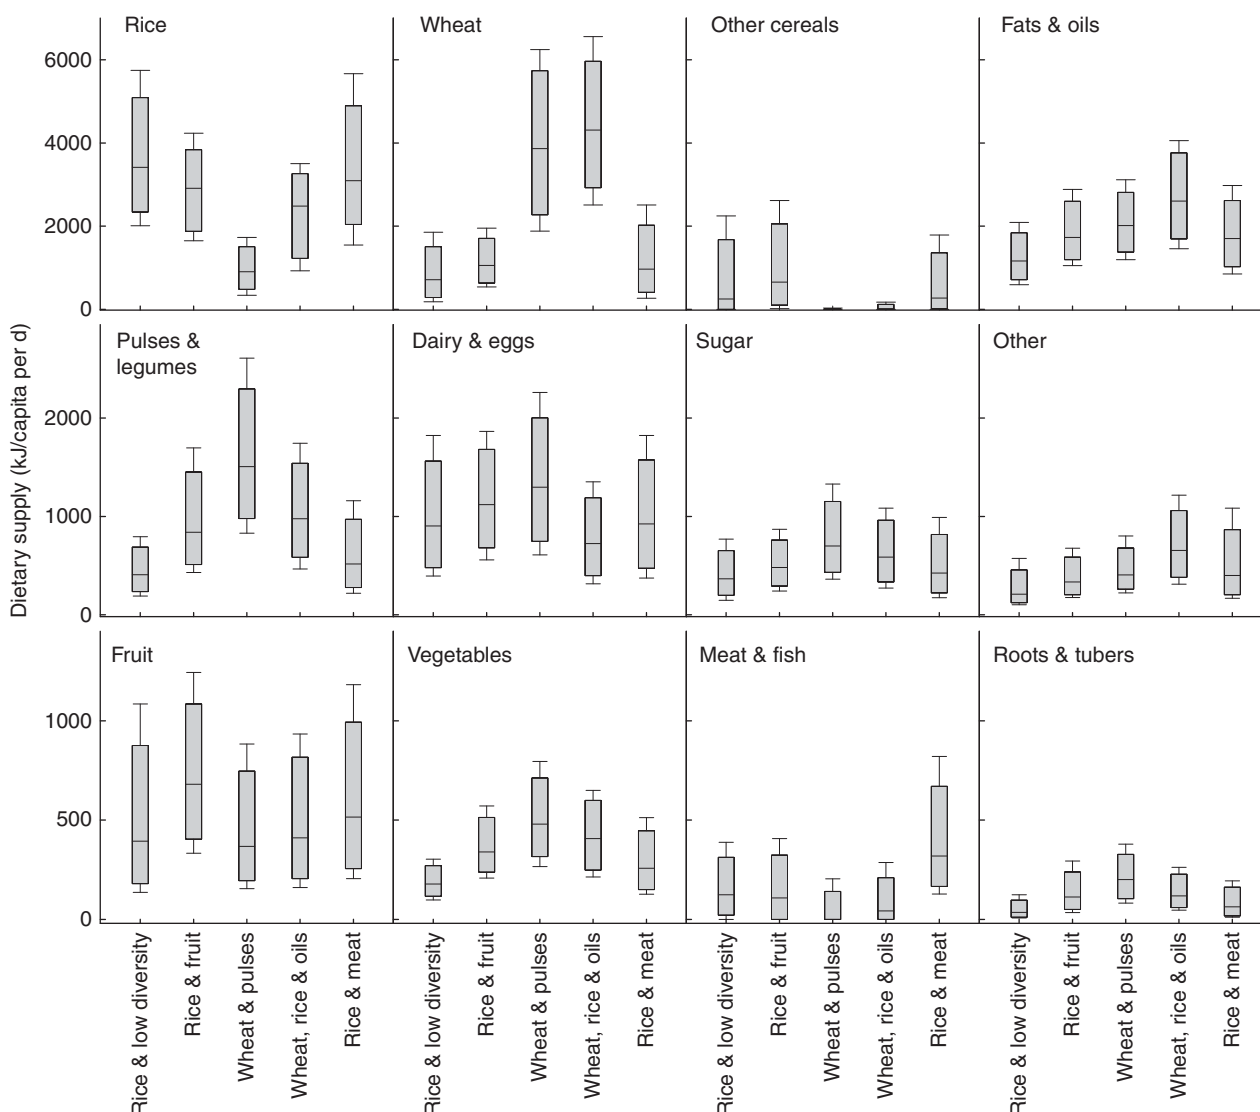 Rice
Wheat
Other cereals
Fats & oils
6000
4000
2000
0
Dietary supply (kJ/capita per d)
Pulses &
legumes
Dairy & eggs
Sugar
Other
2000
1000
0
Fruit
Vegetables
Meat & fish
Roots & tubers
1000
500
0
Rice & low diversity
Rice & fruit
Wheat & pulses
Wheat, rice & oils
Rice & meat
Rice & low diversity
Rice & fruit
Wheat & pulses
Wheat, rice & oils
Rice & meat
Rice & low diversity
Rice & fruit
Wheat & pulses
Wheat, rice & oils
Rice & meat
Rice & low diversity
Rice & fruit
Wheat & pulses
Wheat, rice & oils
Rice & meat